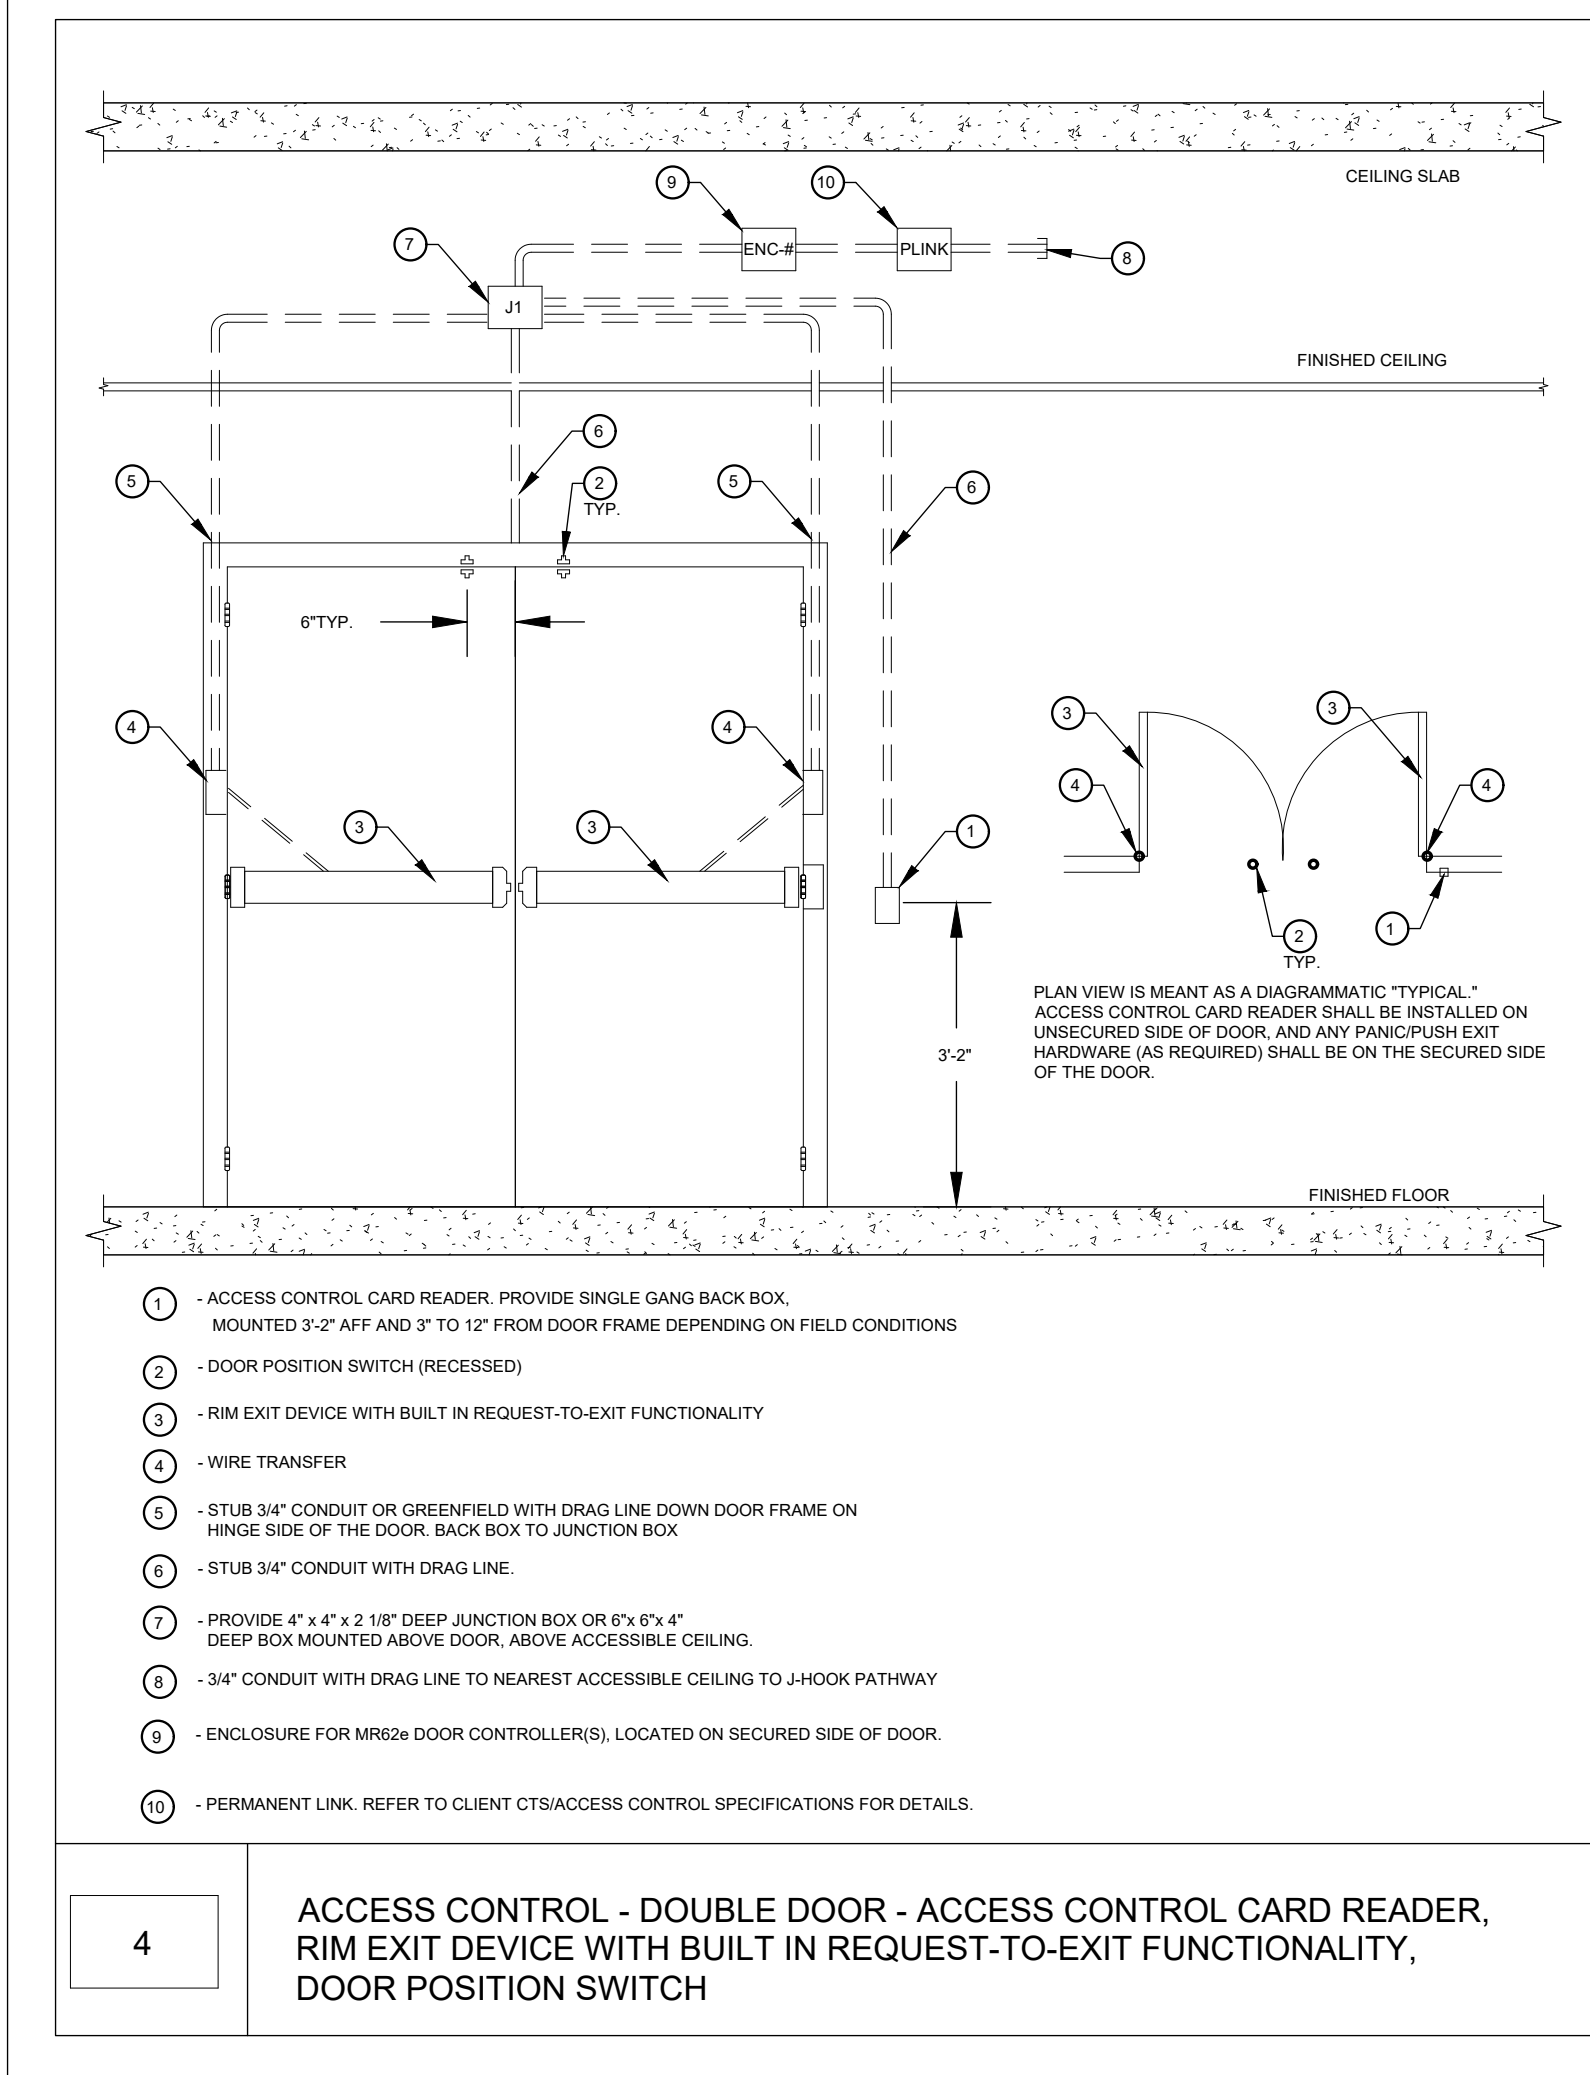 CEILING SLAB
9
10
7
ENC-#
PLINK
8
J1
FINISHED CEILING
6
5
2
TYP.
5
6
6"TYP.
4
4
3
3
1
3
3
4
4
2
TYP.
1
PLAN VIEW IS MEANT AS A DIAGRAMMATIC "TYPICAL."
ACCESS CONTROL CARD READER SHALL BE INSTALLED ON
UNSECURED SIDE OF DOOR, AND ANY PANIC/PUSH EXIT
HARDWARE (AS REQUIRED) SHALL BE ON THE SECURED SIDE
OF THE DOOR.
3'-2"
FINISHED FLOOR
1 - ACCESS CONTROL CARD READER. PROVIDE SINGLE GANG BACK BOX,
MOUNTED 3'-2" AFF AND 3" TO 12" FROM DOOR FRAME DEPENDING ON FIELD CONDITIONS
2 - DOOR POSITION SWITCH (RECESSED)
3 - RIM EXIT DEVICE WITH BUILT IN REQUEST-TO-EXIT FUNCTIONALITY
4 - WIRE TRANSFER
5 - STUB 3/4" CONDUIT OR GREENFIELD WITH DRAG LINE DOWN DOOR FRAME ON
HINGE SIDE OF THE DOOR. BACK BOX TO JUNCTION BOX
6 - STUB 3/4" CONDUIT WITH DRAG LINE.
7 - PROVIDE 4" x 4" x 2 1/8" DEEP JUNCTION BOX OR 6"x 6"x 4"
DEEP BOX MOUNTED ABOVE DOOR, ABOVE ACCESSIBLE CEILING.
8 - 3/4" CONDUIT WITH DRAG LINE TO NEAREST ACCESSIBLE CEILING TO J-HOOK PATHWAY
9 - ENCLOSURE FOR MR62e DOOR CONTROLLER(S), LOCATED ON SECURED SIDE OF DOOR.
10 - PERMANENT LINK. REFER TO CLIENT CTS/ACCESS CONTROL SPECIFICATIONS FOR DETAILS.
4
ACCESS CONTROL - DOUBLE DOOR - ACCESS CONTROL CARD READER,
RIM EXIT DEVICE WITH BUILT IN REQUEST-TO-EXIT FUNCTIONALITY,
DOOR POSITION SWITCH